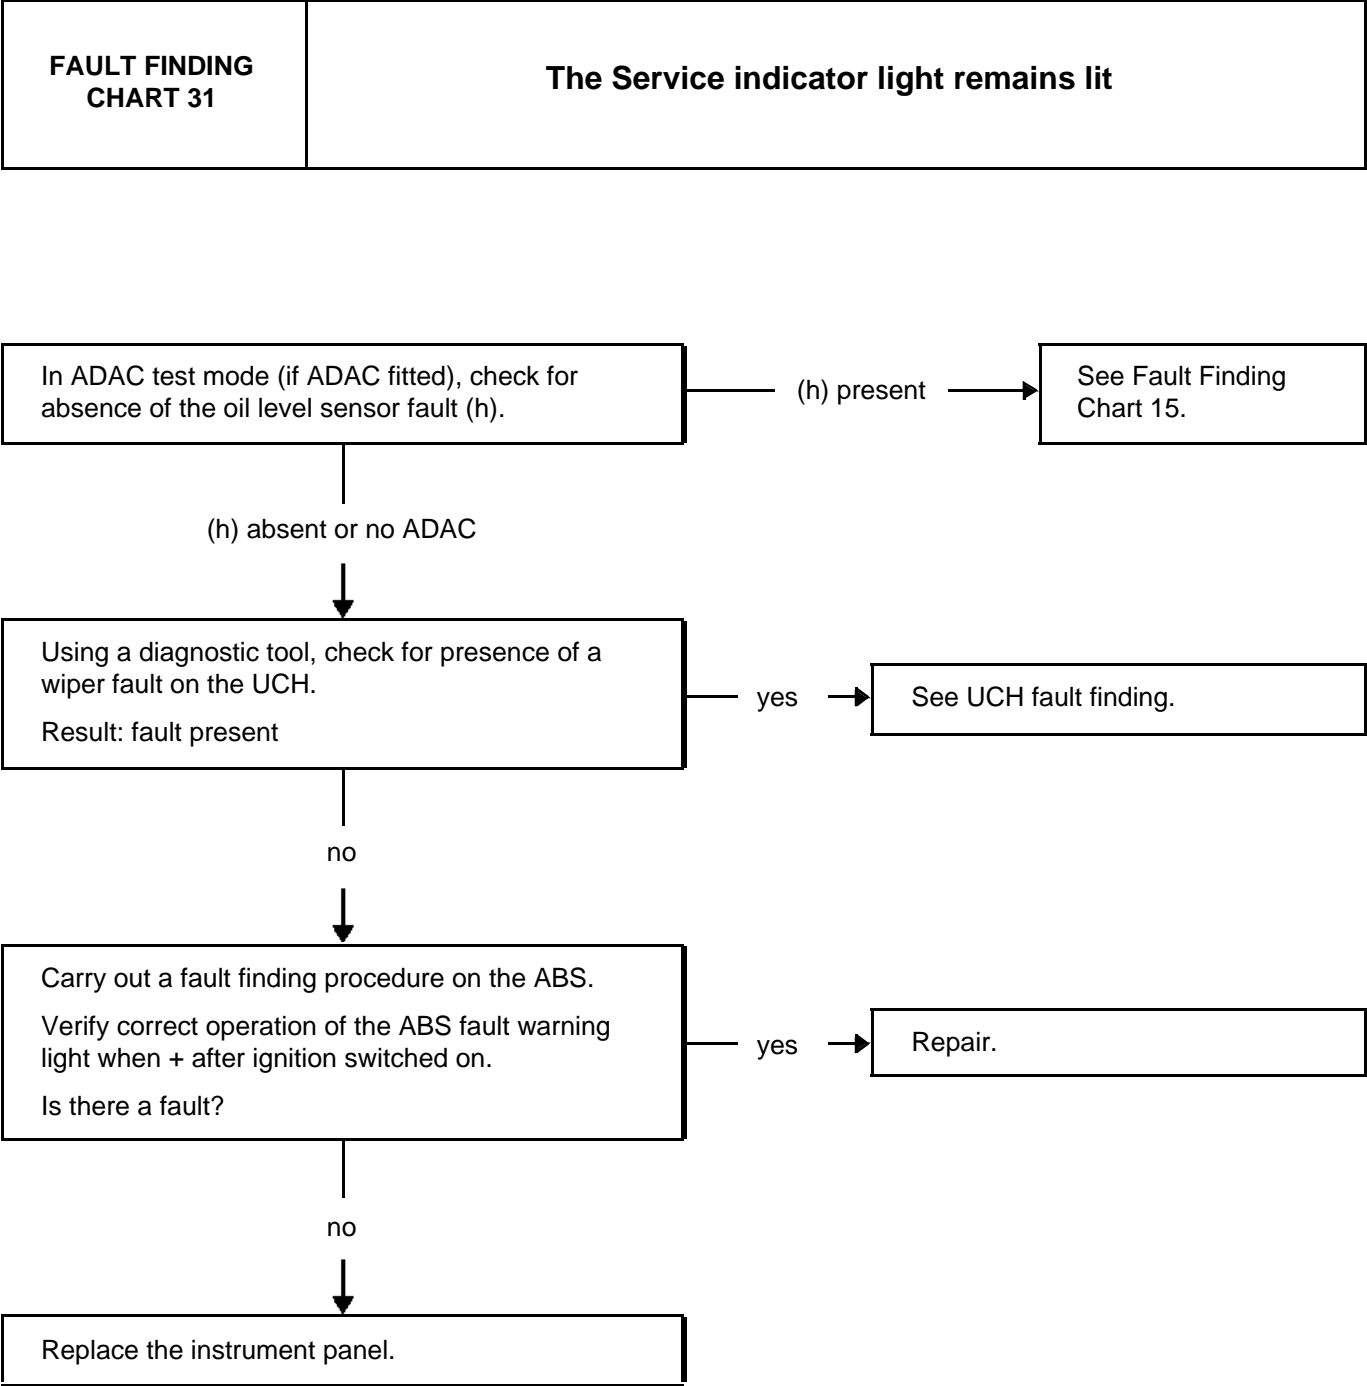 FAULT FINDING
CHART 31
The Service indicator light remains lit
In ADAC test mode (if ADAC fitted), check for
absence of the oil level sensor fault (h).
(h) present
See Fault Finding
Chart 15.
(h) absent or no ADAC
Using a diagnostic tool, check for presence of a
wiper fault on the UCH.
Result: fault present
yes
See UCH fault finding.
no
Carry out a fault finding procedure on the ABS.
Verify correct operation of the ABS fault warning
light when + after ignition switched on.
Is there a fault?
yes
Repair.
no
Replace the instrument panel.